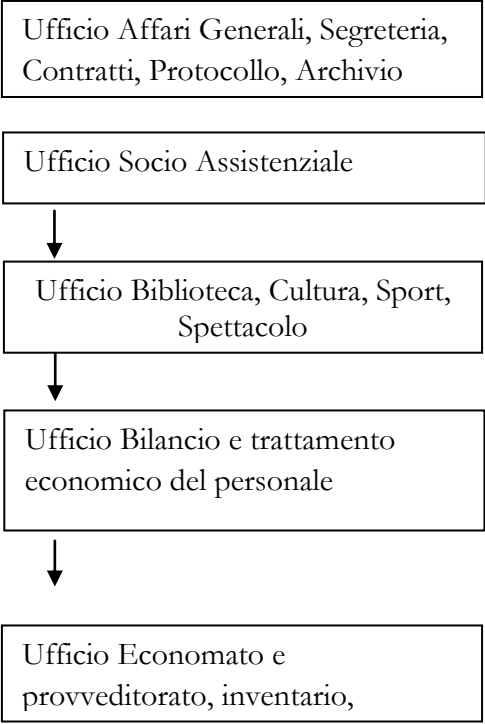 Ufficio Affari Generali, Segreteria,
Contratti, Protocollo, Archivio
Ufficio Socio Assistenziale
Ufficio Biblioteca, Cultura, Sport,
Spettacolo
Ufficio Bilancio e trattamento
economico del personale
Ufficio Economato e
provveditorato, inventario,